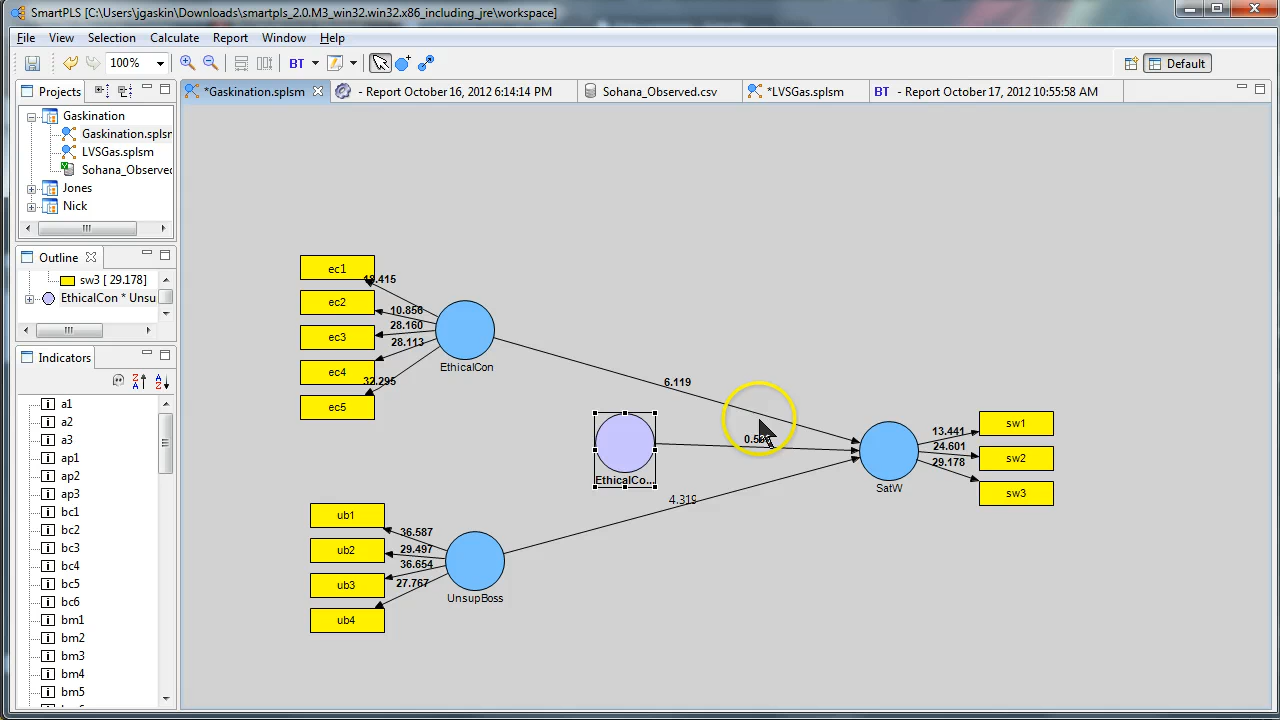 SmartPLS [C:\Users\jgaskin\Downloads\smartpls_2.0.M3_win32.win32.x86_including_jre\workspace]
File View Selection Calculate Report Window Help
100% BT Default
Projects
*Gaskination.splsm - Report October 16, 2012 6:14:14 PM Sohana_Observed.csv *LVSGas.splsm BT - Report October 17, 2012 10:55:58 AM
Gaskination
Gaskination.splsm
LVSGas.splsm
Sohana_Observed
Jones
Nick
Outline
sw3 [ 29.178]
EthicalCon * Unsu
Indicators
a1
a2
a3
ap1
ap2
ap3
bc1
bc2
bc3
bc4
bc5
bc6
bm1
bm2
bm3
bm4
bm5
ec1
ec2
10.856
ec3
28.160
ec4
28.113
ec5
32.295
EthicalCon
6.119
EthicalCo...
4.319
ub1
36.587
ub2
29.497
ub3
36.654
ub4
27.767
UnsupBoss
SatW
13.441
sw1
24.601
sw2
29.178
sw3